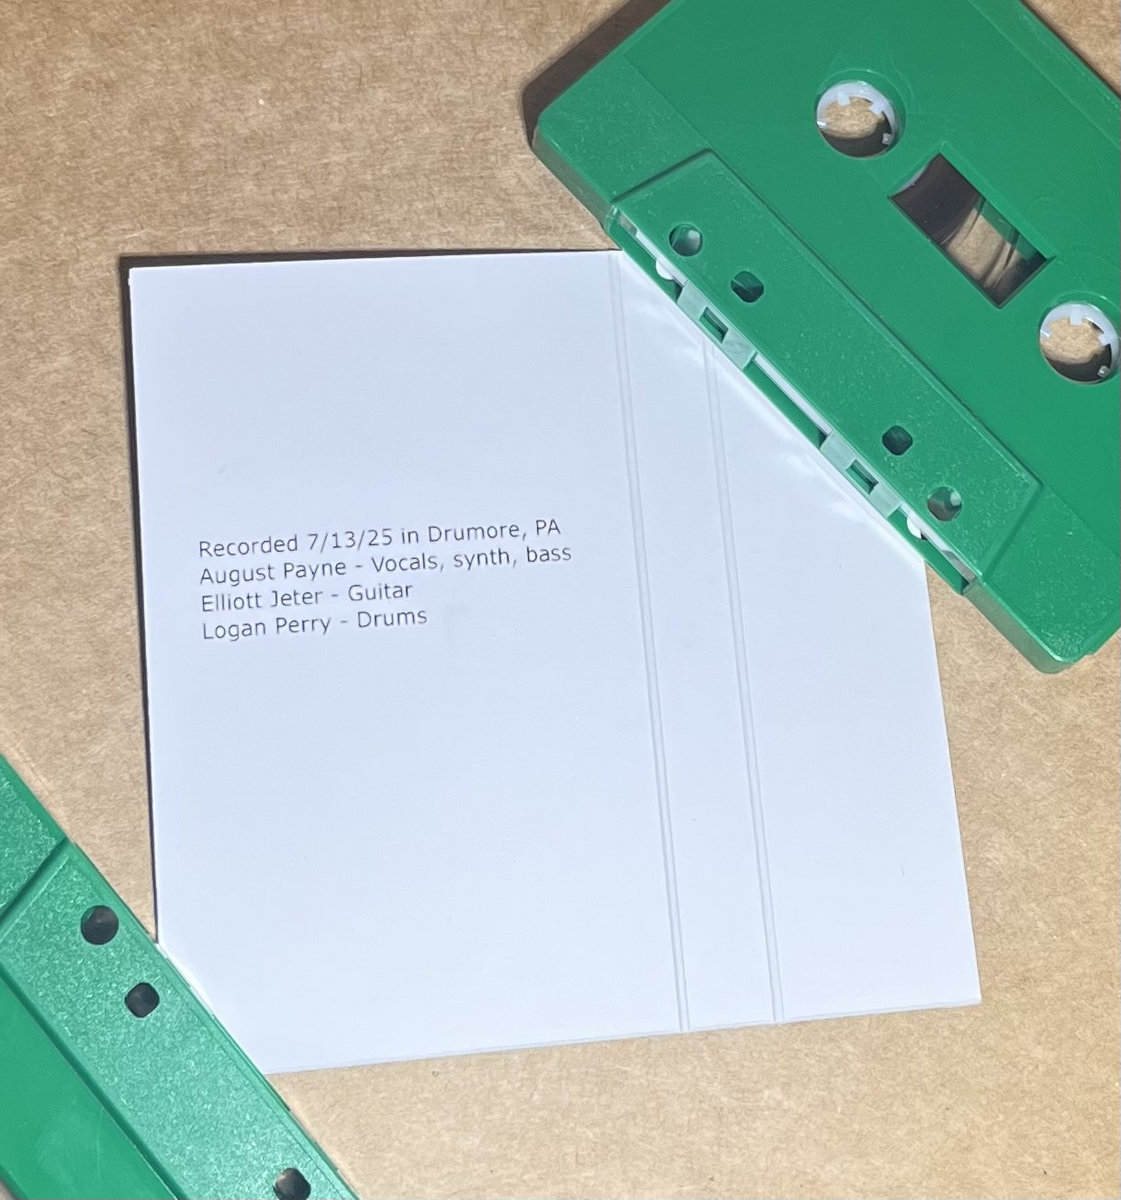 Recorded 7/13/25 in Drumore, PA
August Payne - Vocals, synth, bass
Elliott Jeter - Guitar
Logan Perry - Drums